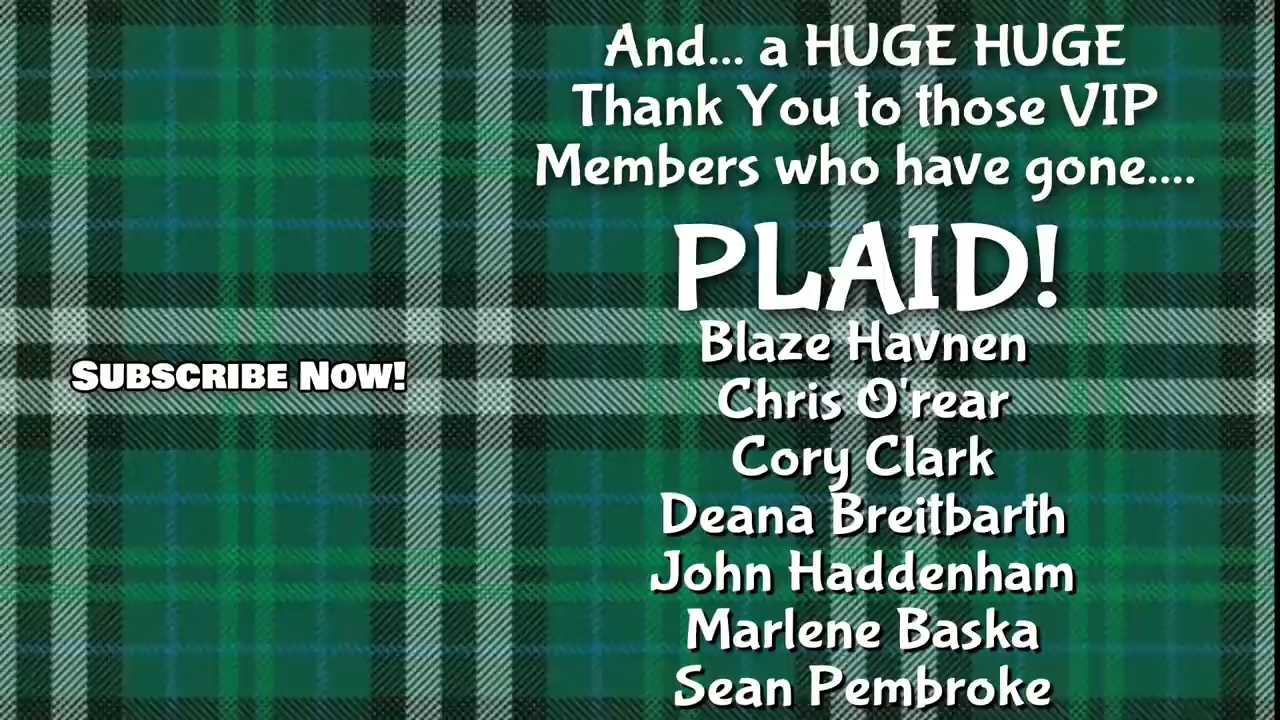 And... a HUGE HUGE
Thank You to those VIP
Members who have gone....
PLAID!
Subscribe Now!
Blaze Havnen
Chris O'rear
Cory Clark
Deana Breitbarth
John Haddenham
Marlene Baska
Sean Pembroke